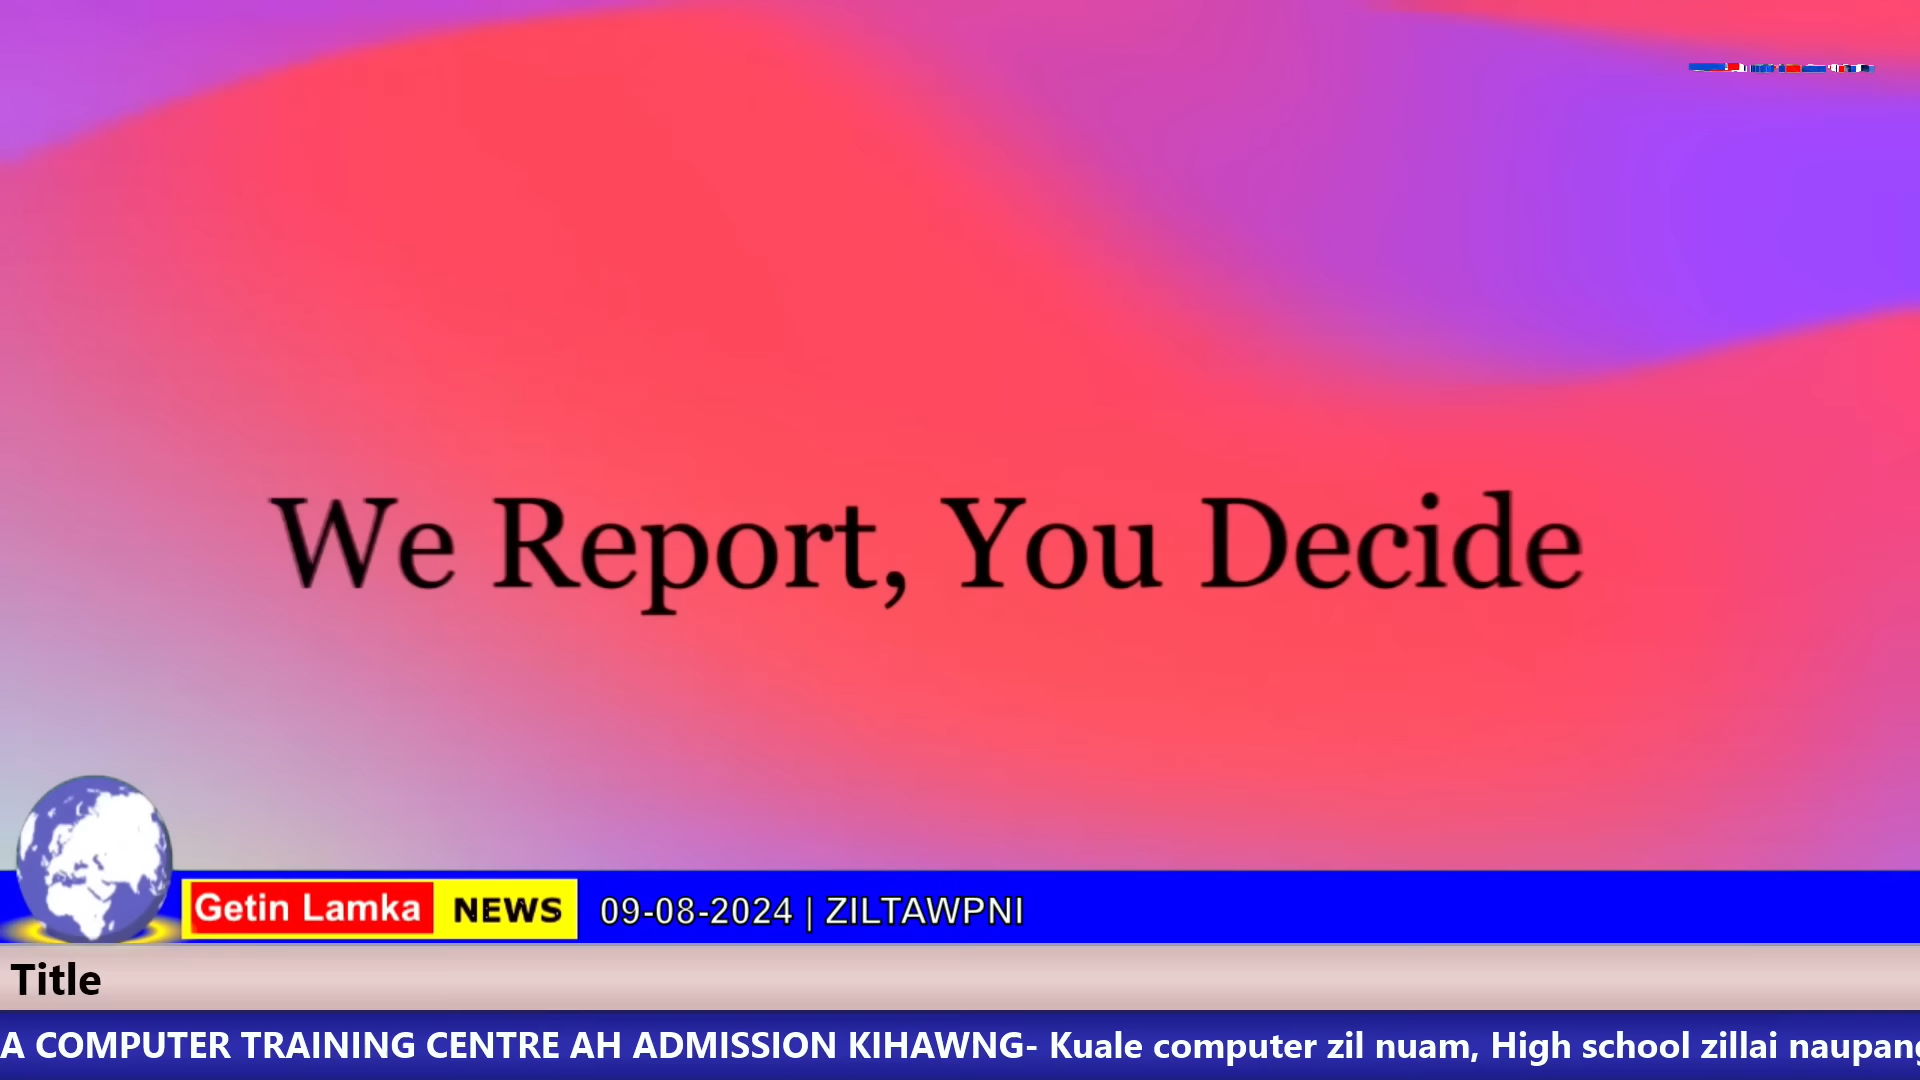 We Report, You Decide
Getin Lamka NEWS 09-08-2024 | ZILTAWPNI
Title
A COMPUTER TRAINING CENTRE AH ADMISSION KIHAWNG- Kuale computer zil nuam, High school zillai naupang